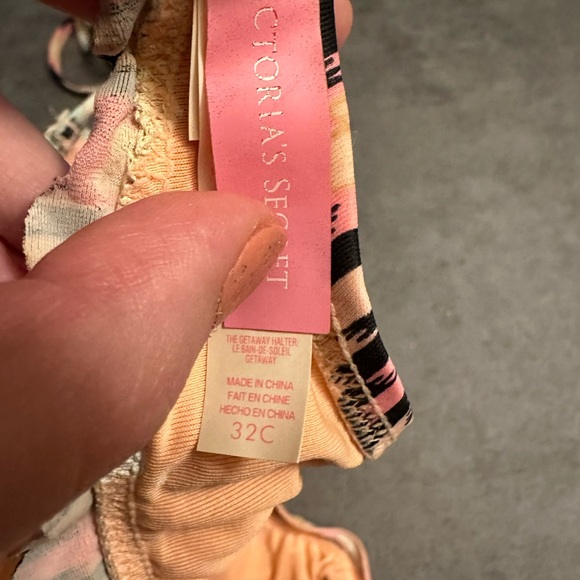 CTORIA'S SECRET
THE GETAWAY HALTER
LE BAIN-DE-SOLEIL
GETAWAY
MADE IN CHINA
FAIT EN CHINE
HECHO EN CHINA
32C